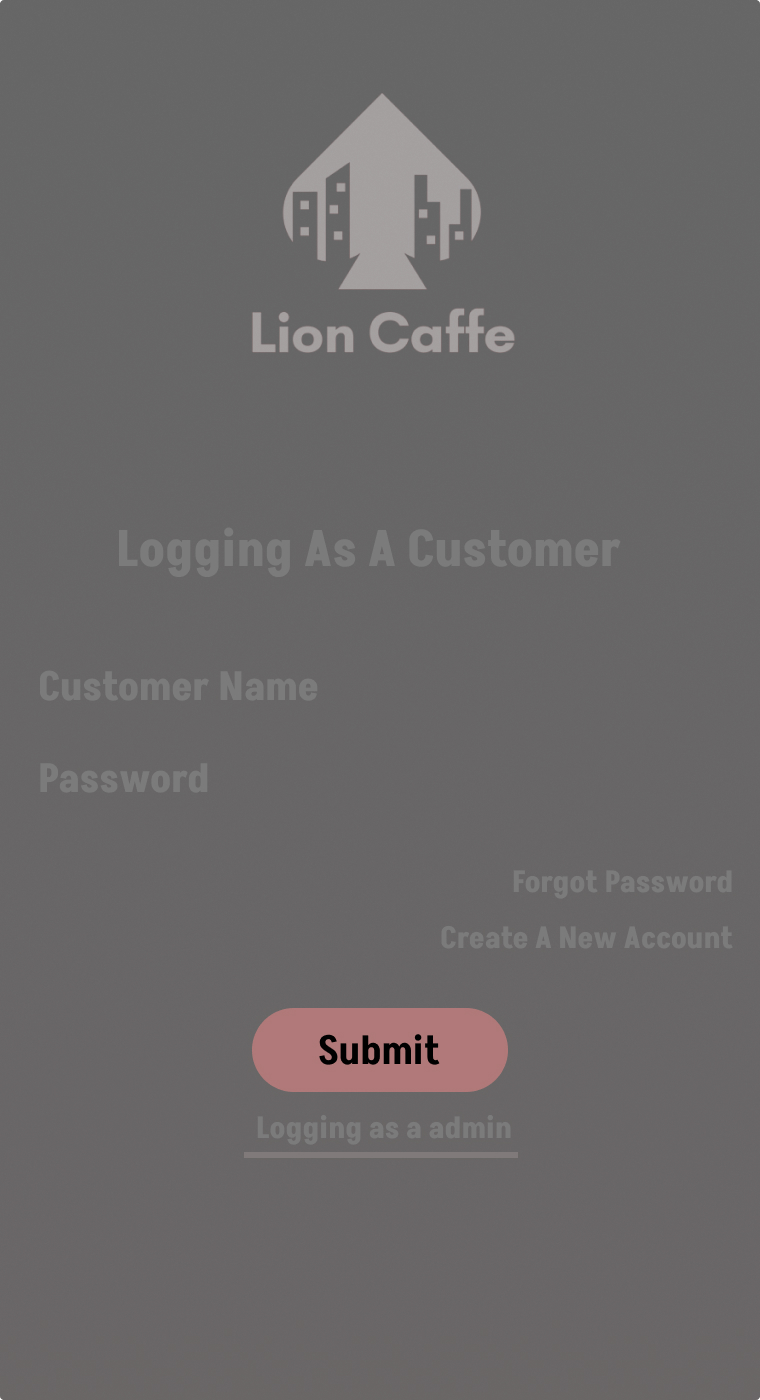 Lion Caffe
Logging As A Customer
Customer Name
Password
Forgot Password
Create A New Account
Submit
Logging as a admin